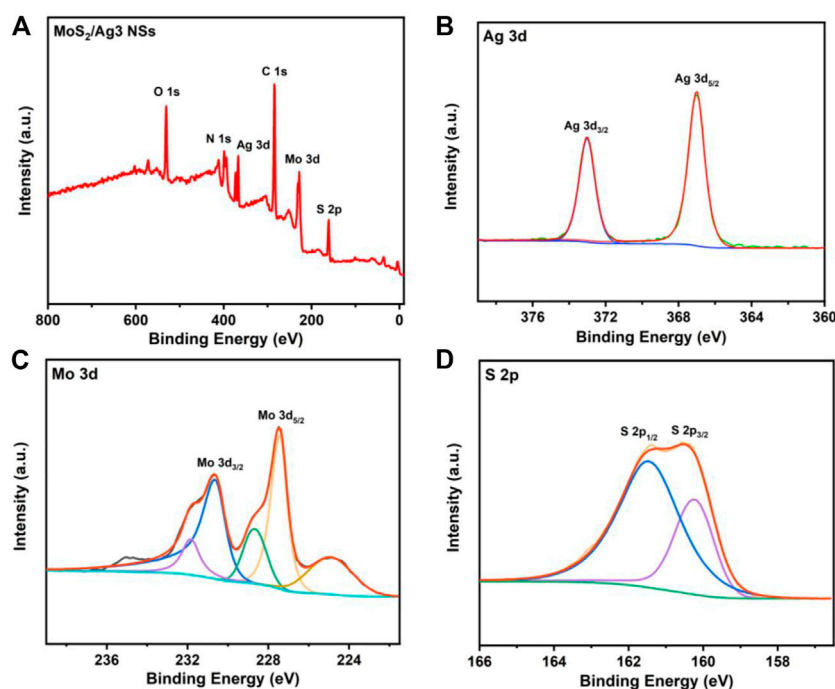 A
MoS₂/Ag3 NSs
O 1s
N 1s
Ag 3d
C 1s
Mo 3d
S 2p
Intensity (a.u.)
800 600 400 200 0
Binding Energy (eV)
B
Ag 3d
Ag 3d₃/₂
Ag 3d₅/₂
Intensity (a.u.)
376 372 368 364 360
Binding Energy (eV)
C
Mo 3d
Mo 3d₃/₂
Mo 3d₅/₂
Intensity (a.u.)
236 232 228 224
Binding Energy (eV)
D
S 2p
S 2p₁/₂
S 2p₃/₂
Intensity (a.u.)
166 164 162 160 158
Binding Energy (eV)